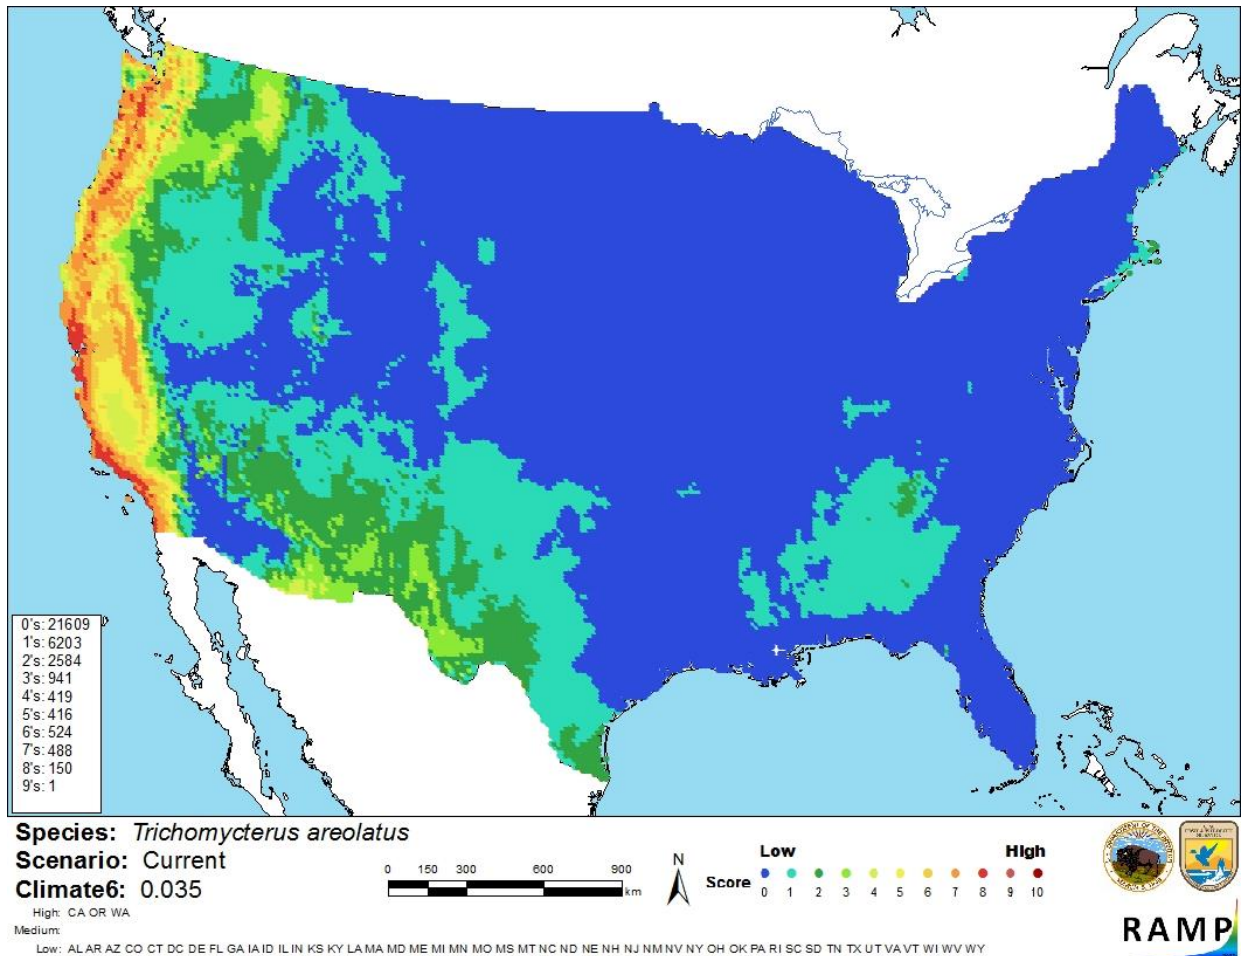 0's: 21609
1's: 6203
2's: 2584
3's: 941
4's: 419
5's: 416
6's: 524
7's: 488
8's: 150
9's: 1
Species: Trichomycterus areolatus
Scenario: Current
Climate6: 0.035
High: CA OR WA
Medium:
Low: AL AR AZ CO CT DC DE FL GA IA ID IL IN KS KY LA MA MD ME MI MN MO MS MT NC ND NE NH NJ NM NV NY OH OK PA RI SC SD TN TX UT VA VT WI WV WY
0 150 300 600 900
km
N
Low High
Score
0 1 2 3 4 5 6 7 8 9 10
RAMP